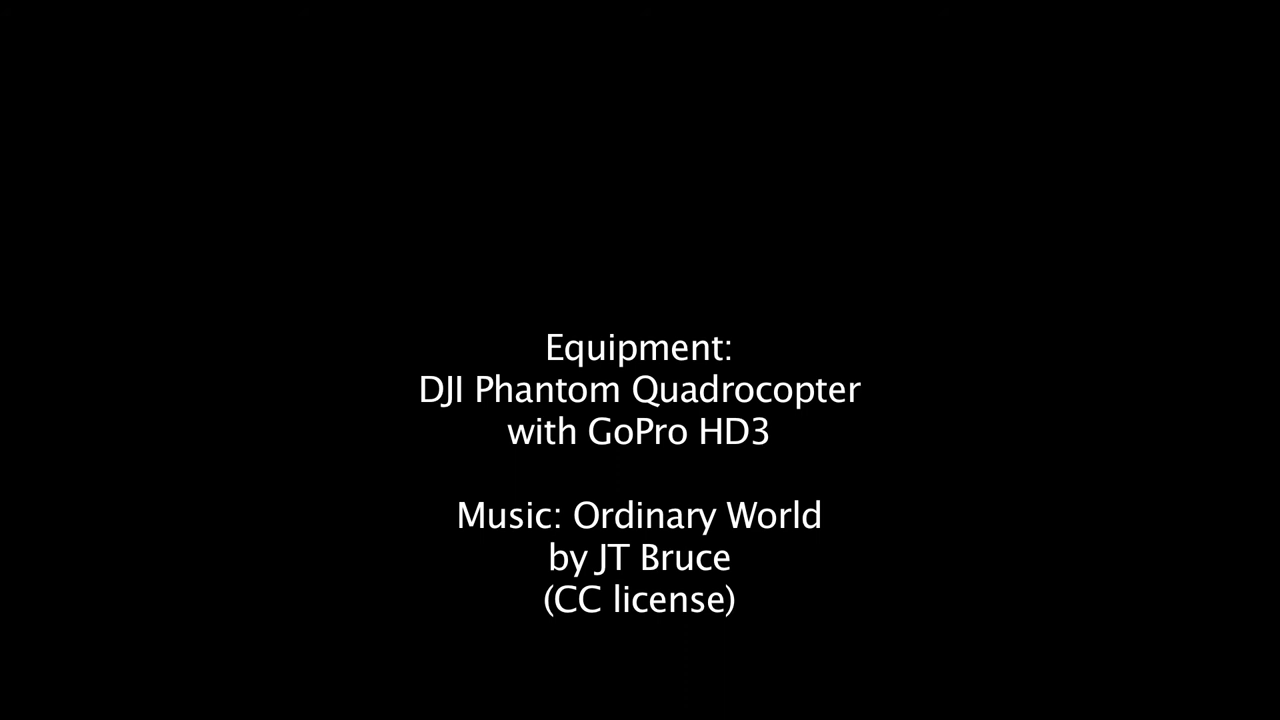 Equipment:
DJI Phantom Quadrocopter
with GoPro HD3
Music: Ordinary World
by JT Bruce
(CC license)